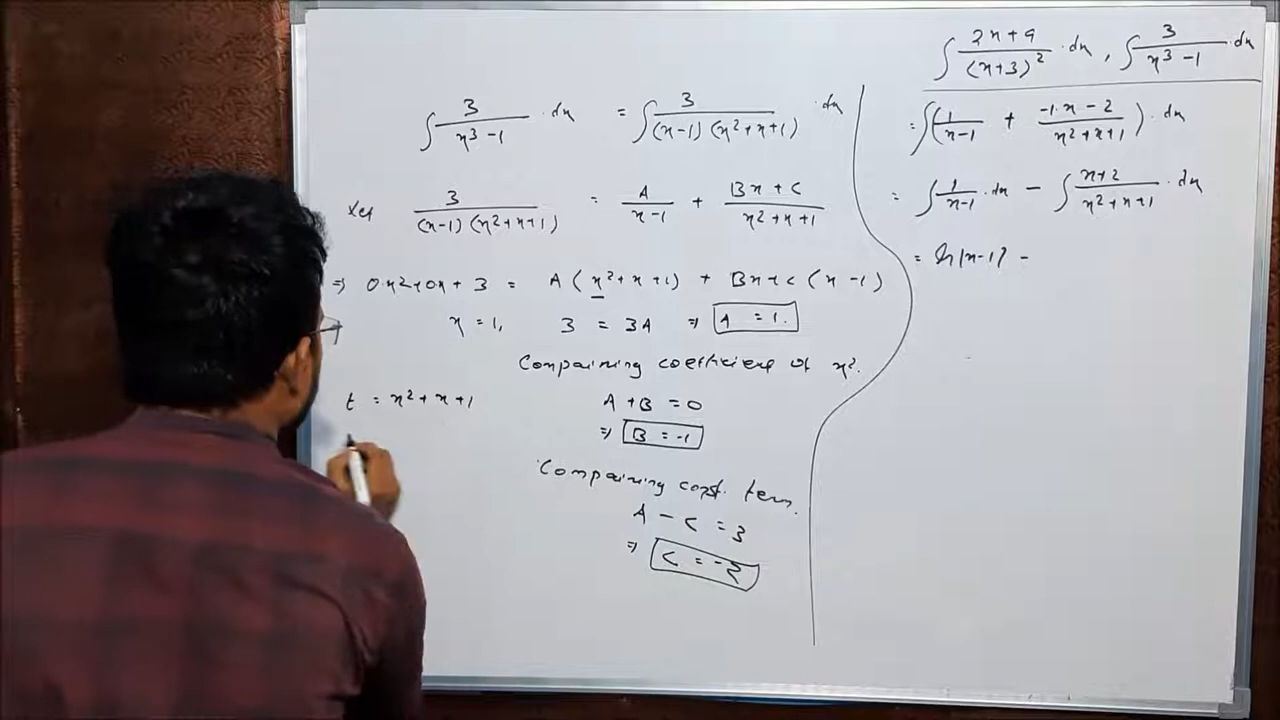 ∫ 2x+9/(x+3)² · dx, ∫ 3/x³-1 dx
∫ 3/x³-1 · dx = ∫ 3/(x-1)(x²+x+1) · dx
Let 3/(x-1)(x²+x+1) = A/x-1 + Bx+C/x²+x+1
⇒ 0x²+0x+3 = A(x²+x+1) + Bx+c(x-1)
x=1, 3 = 3A ⇒ A = 1.
Comparing coefficient of x².
t = x²+x+1
A+B = 0
⇒ B = -1
Comparing const. term.
A - C = 3
⇒ C = -2
= ∫(1/x-1 + -1·x-2/x²+x+1) · dx
= ∫ 1/x-1 · dx - ∫ x+2/x²+x+1 · dx
= ln|x-1| -